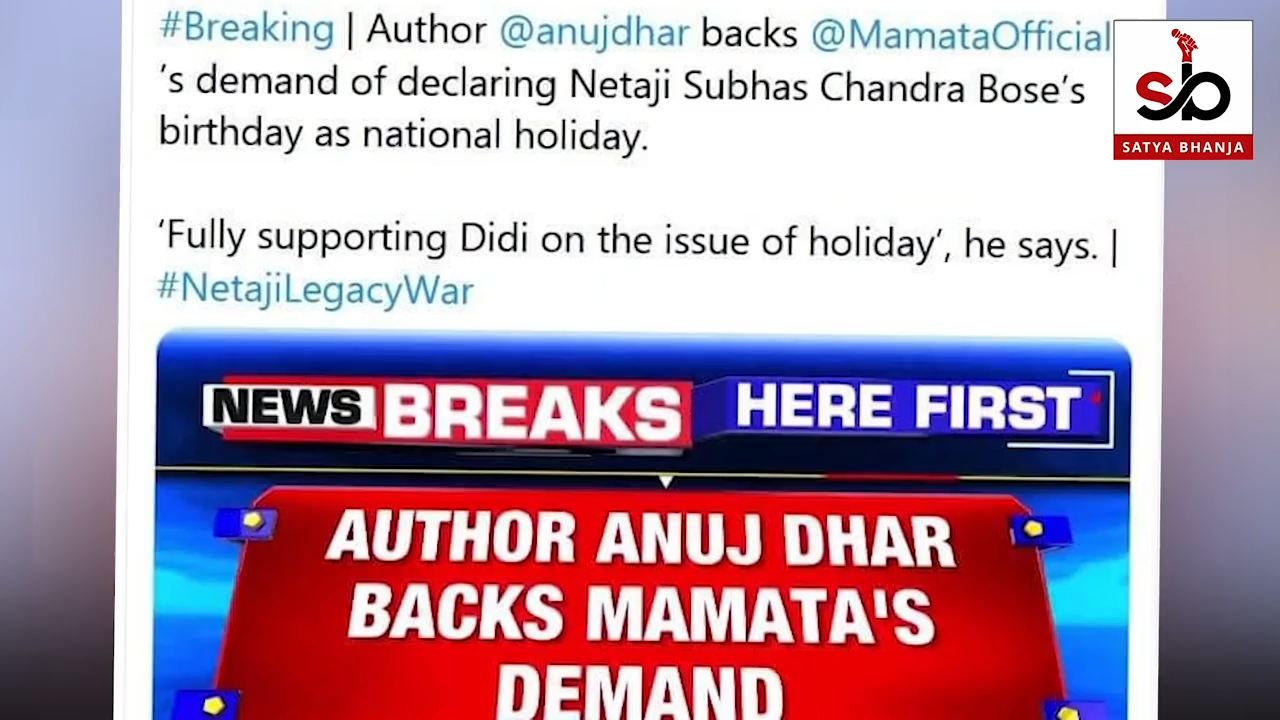 #Breaking | Author @anujdhar backs @MamataOfficial
's demand of declaring Netaji Subhas Chandra Bose's
birthday as national holiday.
'Fully supporting Didi on the issue of holiday', he says. |
#NetajiLegacyWar
NEWS BREAKS HERE FIRST
AUTHOR ANUJ DHAR
BACKS MAMATA'S
DEMAND
sb
SATYA BHANJA